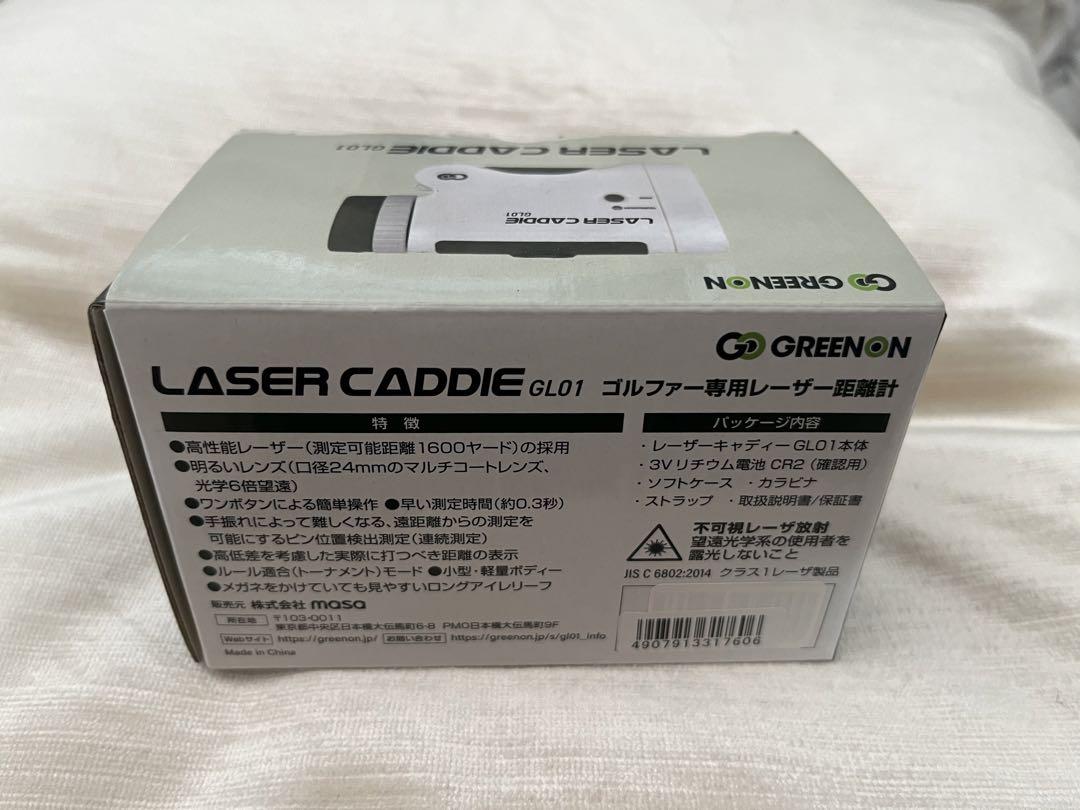 LASER CADDIE GL01
GO
LASER CADDIE
GL01
GO GREENON
GO GREENON
LASER CADDIE GL01 ゴルファー専用レーザー距離計
特徴
●高性能レーザー(測定可能距離1600ヤード)の採用
●明るいレンズ(口径24mmのマルチコートレンズ、
光学6倍望遠)
●ワンボタンによる簡単操作 ●早い測定時間(約0.3秒)
●手振れによって難しくなる、遠距離からの測定を
可能にするピン位置検出測定(連続測定)
●高低差を考慮した実際に打つべき距離の表示
●ルール適合(トーナメント)モード ●小型・軽量ボディー
●メガネをかけていても見やすいロングアイレリーフ
販売元 株式会社 masa
所在地 〒103-0011
東京都中央区日本橋大伝馬町6-8 PMO日本橋大伝馬町9F
Webサイト https://greenon.jp/ お問い合わせ https://greenon.jp/s/gl01_info
Made in China
パッケージ内容
・レーザーキャディー GL01本体
・3Vリチウム電池 CR2(確認用)
・ソフトケース ・カラビナ
・ストラップ ・取扱説明書/保証書
不可視レーザ放射
望遠光学系の使用者を
露光しないこと
JIS C 6802:2014 クラス1レーザ製品
4907913317606